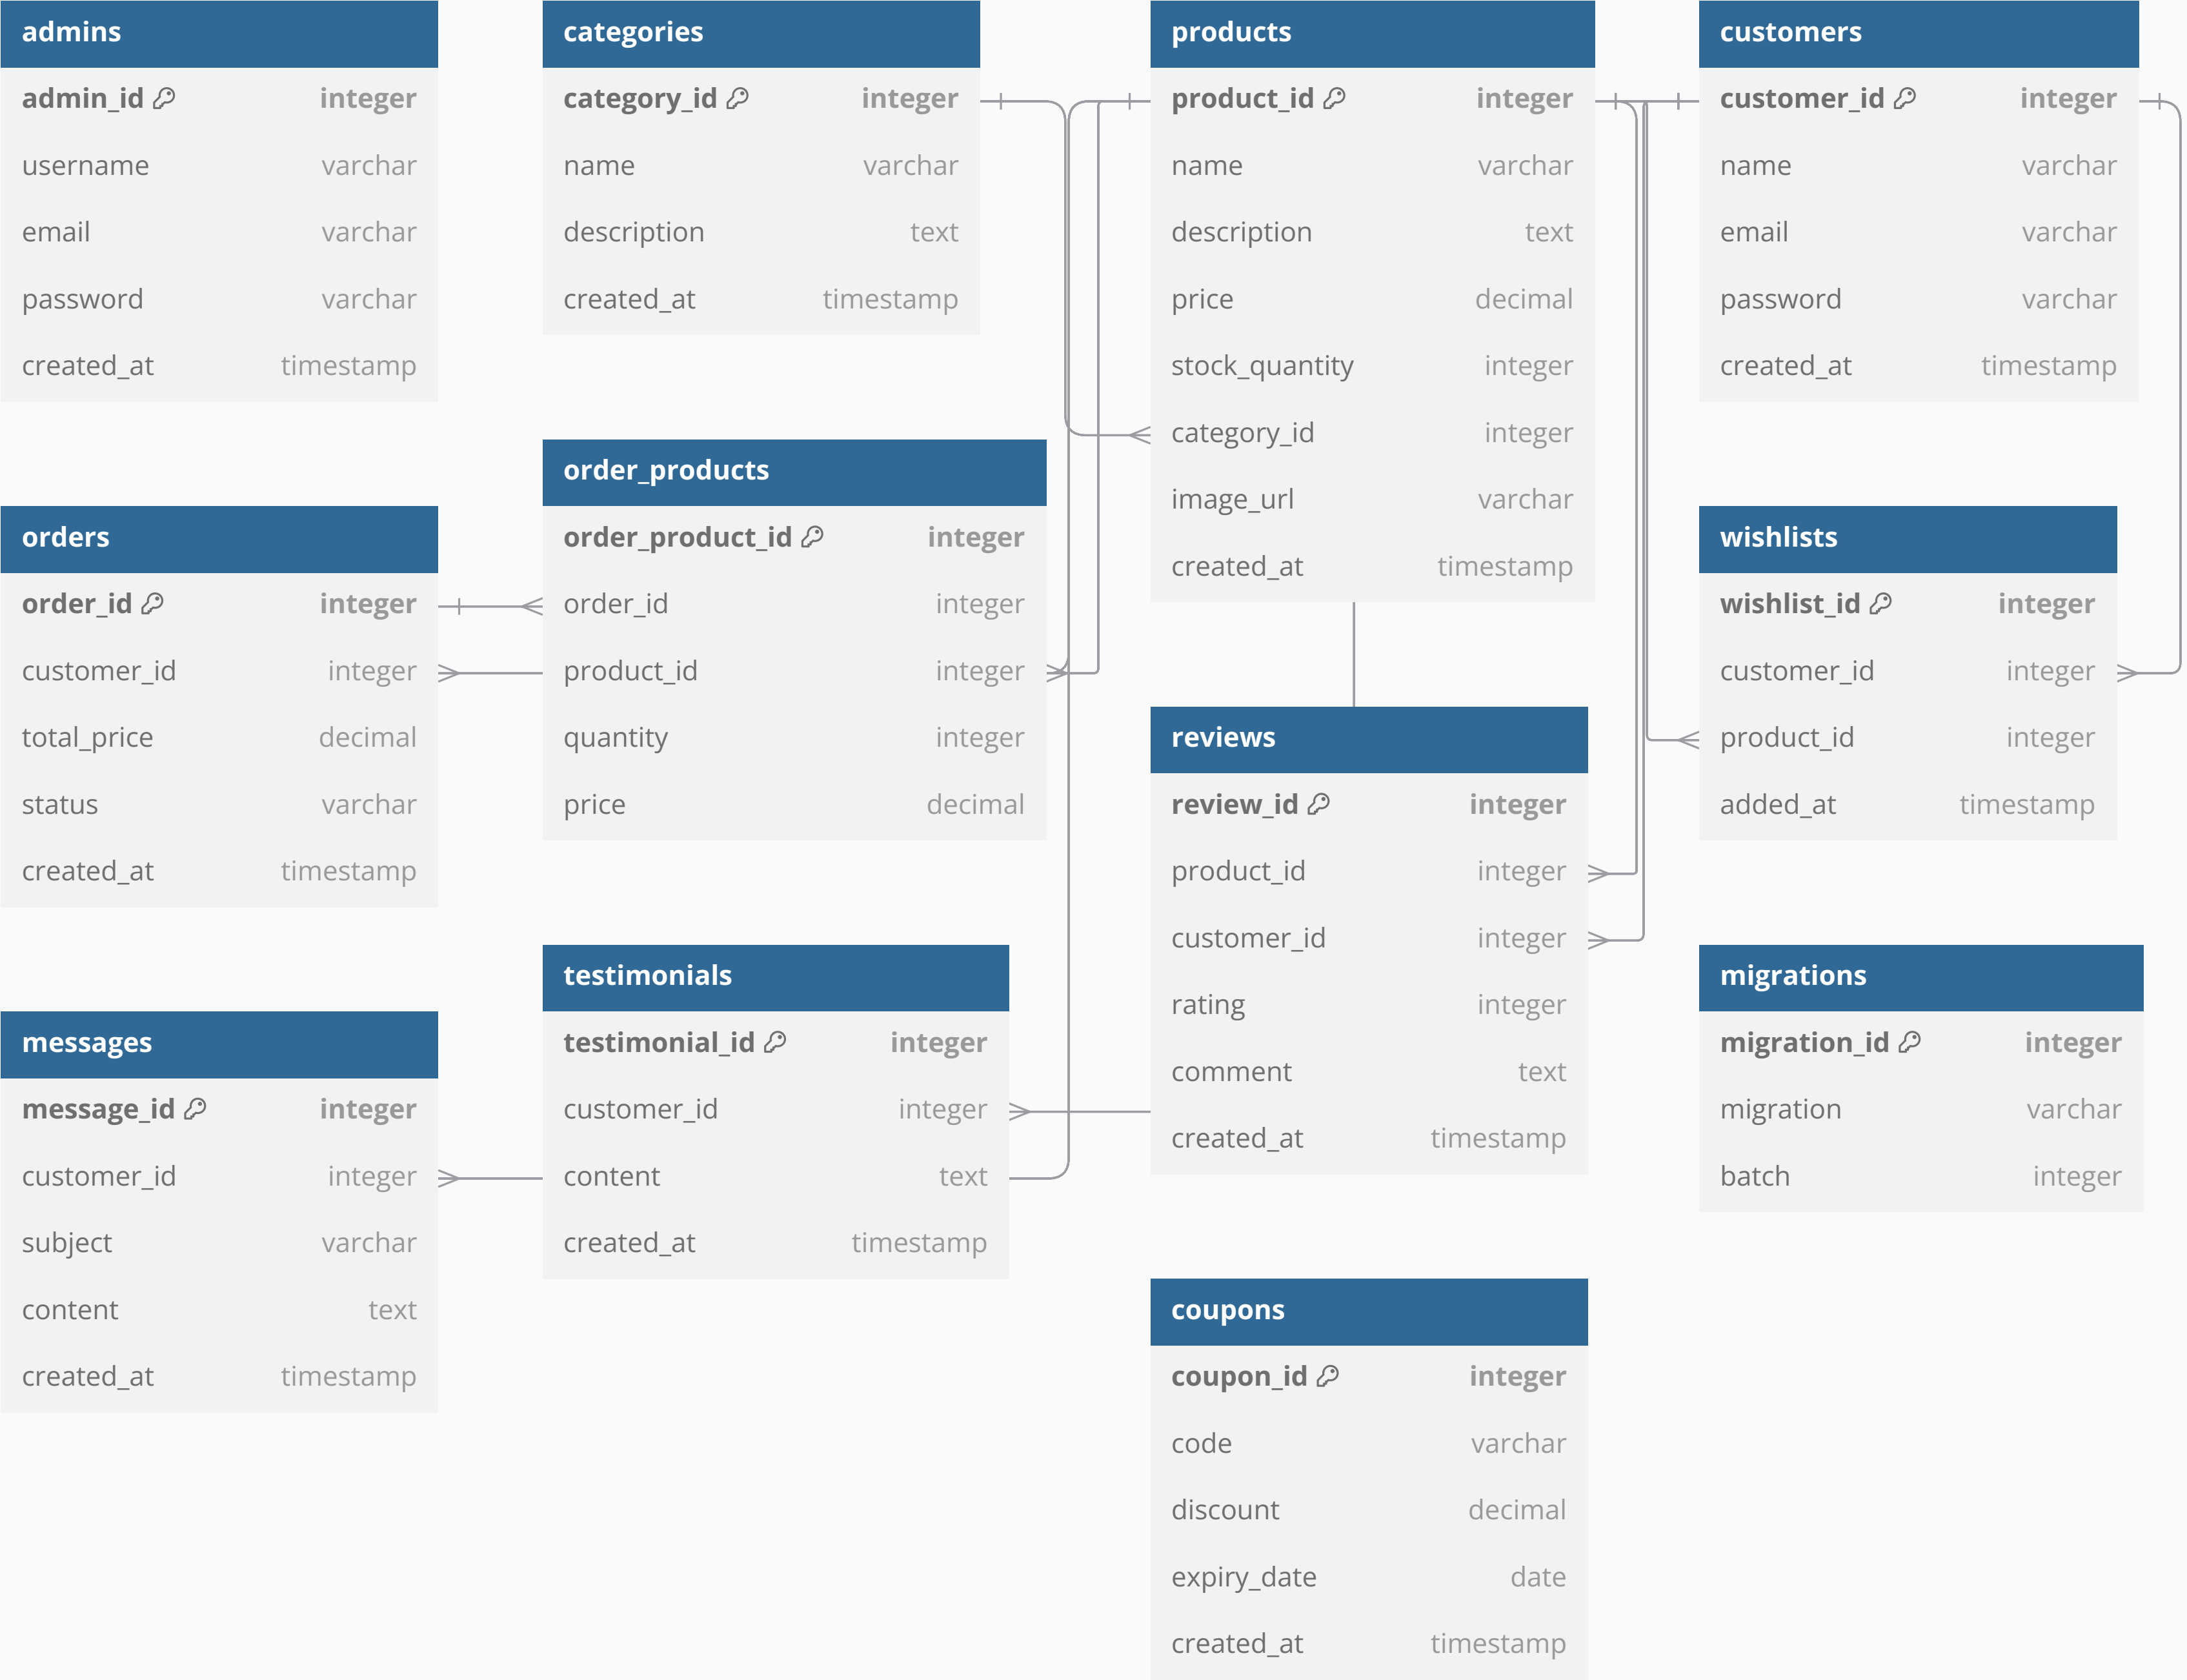 admins
admin_id integer
username varchar
email varchar
password varchar
created_at timestamp
categories
category_id integer
name varchar
description text
created_at timestamp
products
product_id integer
name varchar
description text
price decimal
stock_quantity integer
category_id integer
image_url varchar
created_at timestamp
customers
customer_id integer
name varchar
email varchar
password varchar
created_at timestamp
orders
order_id integer
customer_id integer
total_price decimal
status varchar
created_at timestamp
order_products
order_product_id integer
order_id integer
product_id integer
quantity integer
price decimal
reviews
review_id integer
product_id integer
customer_id integer
rating integer
comment text
created_at timestamp
wishlists
wishlist_id integer
customer_id integer
product_id integer
added_at timestamp
messages
message_id integer
customer_id integer
subject varchar
content text
created_at timestamp
testimonials
testimonial_id integer
customer_id integer
content text
created_at timestamp
coupons
coupon_id integer
code varchar
discount decimal
expiry_date date
created_at timestamp
migrations
migration_id integer
migration varchar
batch integer